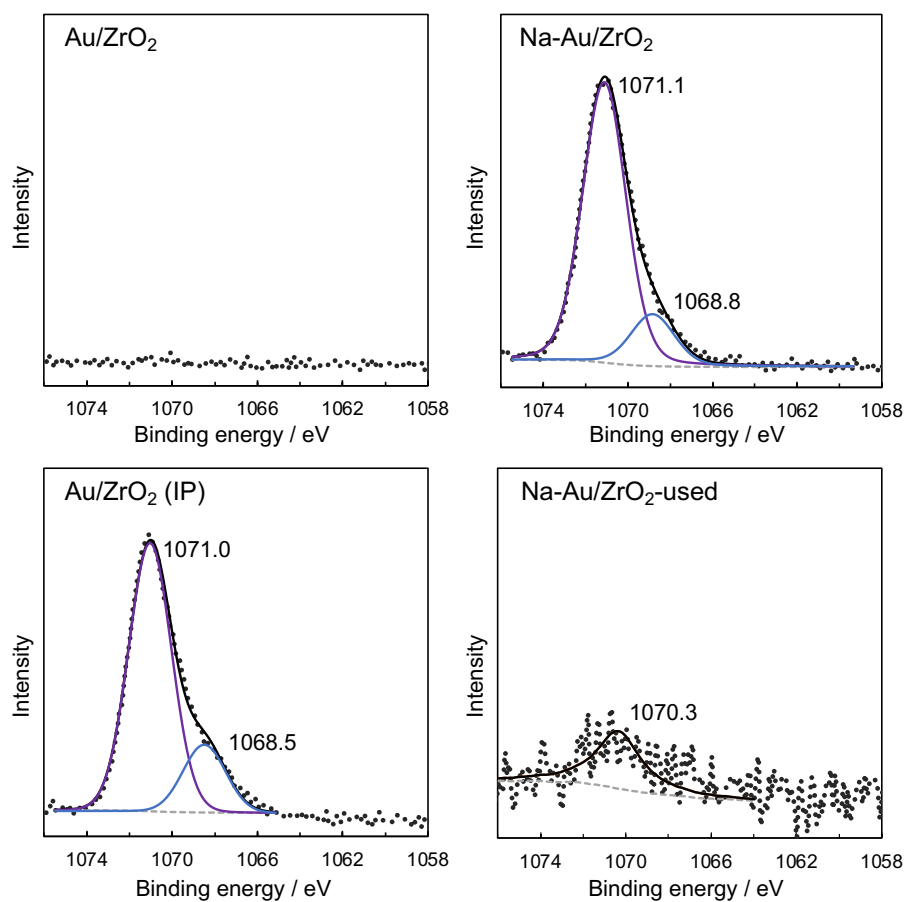 Au/ZrO₂
Intensity
1074 1070 1066 1062 1058
Binding energy / eV
Na-Au/ZrO₂
1071.1
1068.8
Intensity
1074 1070 1066 1062 1058
Binding energy / eV
Au/ZrO₂ (IP)
1071.0
1068.5
Intensity
1074 1070 1066 1062 1058
Binding energy / eV
Na-Au/ZrO₂-used
1070.3
Intensity
1074 1070 1066 1062 1058
Binding energy / eV